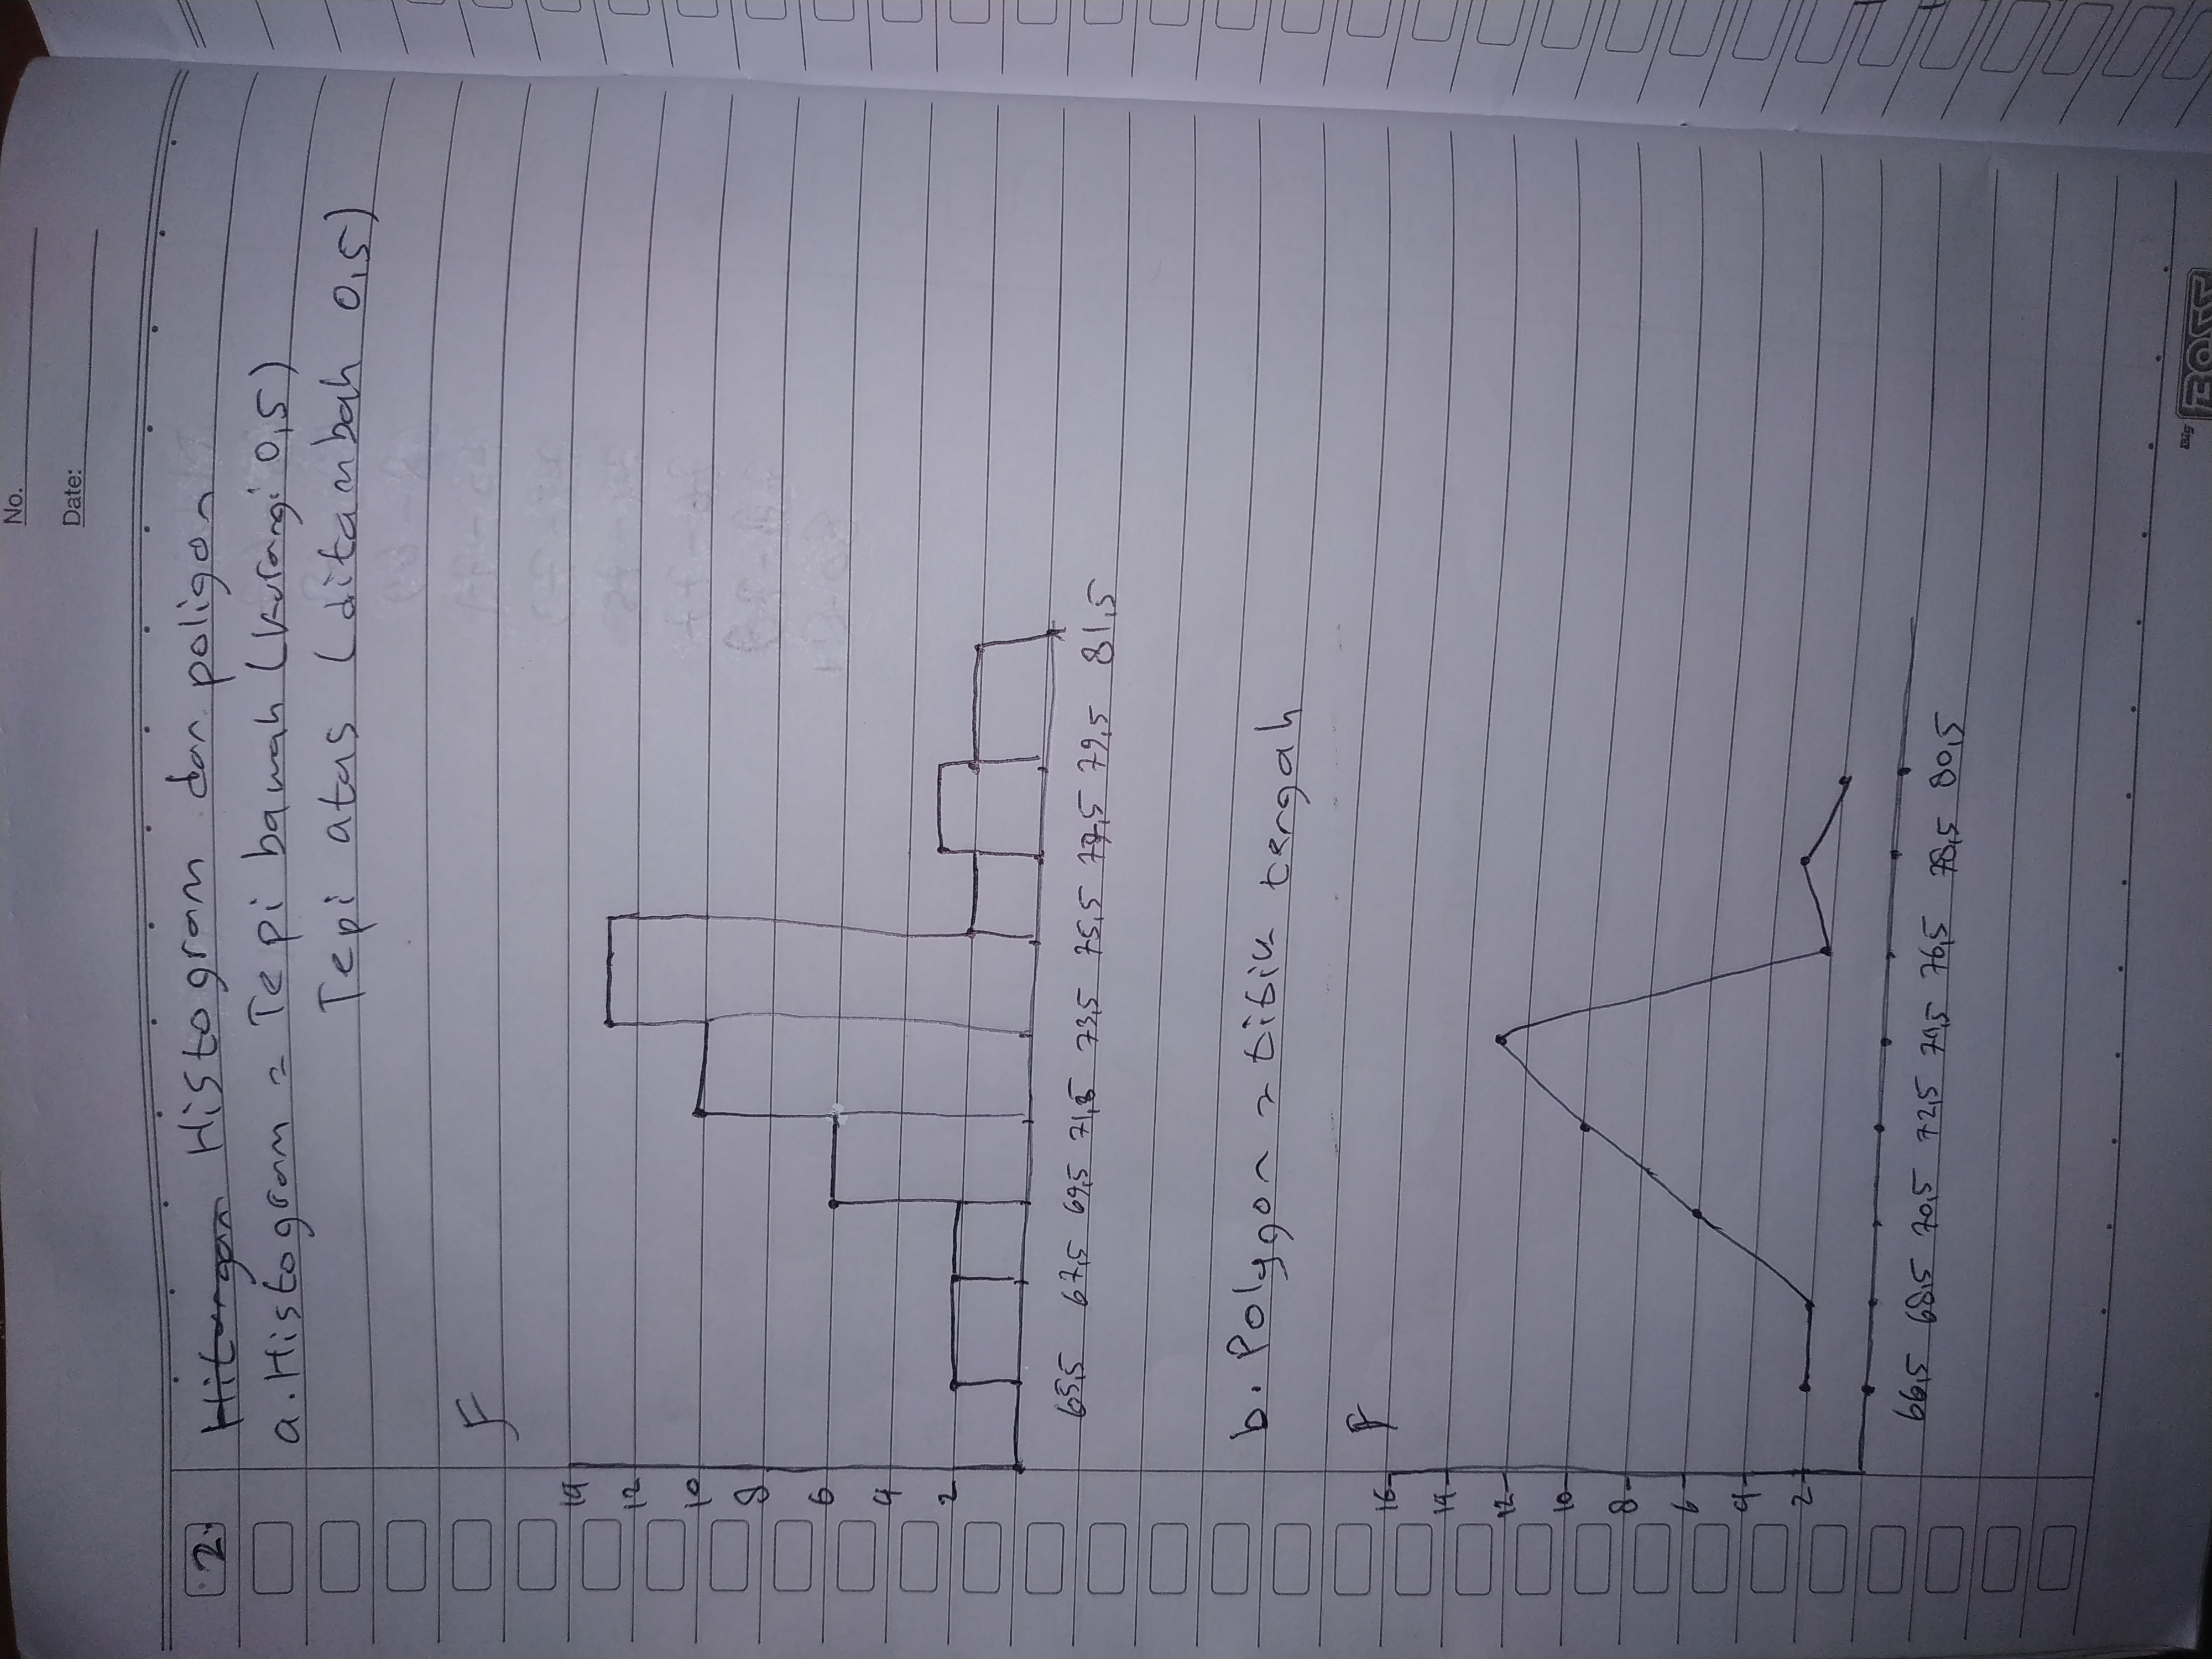 No.
Date:
2. Hitungan Histogram dan poligon
a. Histogram = Tepi bawah (kurangi 0,5)
Tepi atas (ditambah 0,5)
F
14
12
10
8
6
4
2
65,5 67,5 69,5 71,5 73,5 75,5 77,5 79,5 81,5
b. Polygon = titik tengah
F
16
14
12
10
8
6
4
2
66,5 68,5 70,5 72,5 74,5 76,5 78,5 80,5
Big BOSS